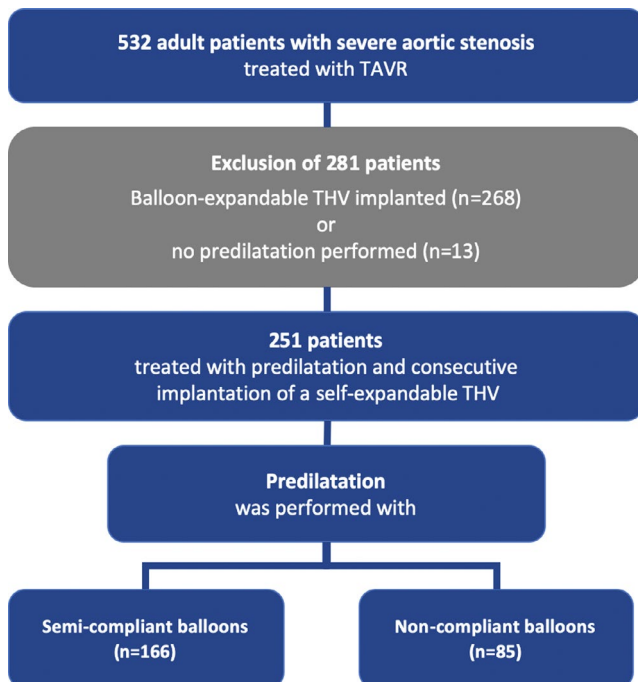 532 adult patients with severe aortic stenosis
treated with TAVR
Exclusion of 281 patients
Balloon-expandable THV implanted (n=268)
or
no predilatation performed (n=13)
251 patients
treated with predilatation and consecutive
implantation of a self-expandable THV
Predilatation
was performed with
Semi-compliant balloons
(n=166)
Non-compliant balloons
(n=85)